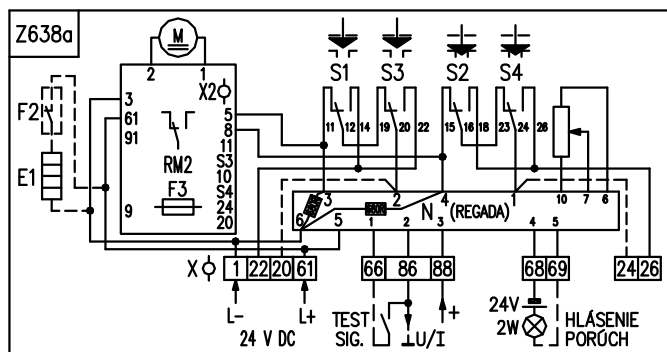 Z638a
M
2 1
S1 S3 S2 S4
F2
E1
3
61
91
9
X2
5
8
11
S3
10
S4
24
20
RM2
F3
11 12 14 19 20 22 15 16 18 23 24 26
10 7 6
3 2 4 1
N (REGADA)
6 5 1 2 3 4 5
X 1 22 20 61 66 86 88 68 69 24 26
L- L+
24 V DC
TEST
SIG.
⊥U/I
+
24V
2W
HLÁSENIE
PORÚCH